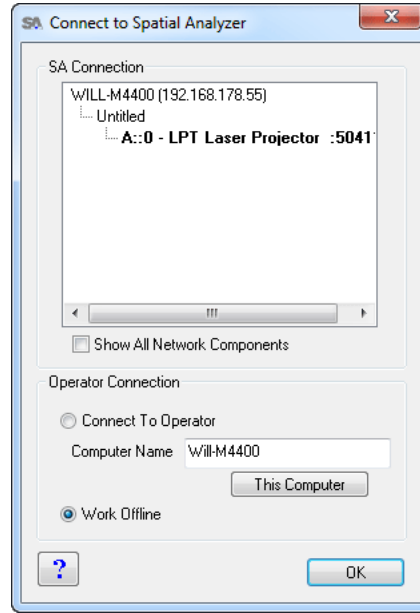 SA Connect to Spatial Analyzer
SA Connection
WILL-M4400 (192.168.178.55)
Untitled
A::0 - LPT Laser Projector :5041
Show All Network Components
Operator Connection
Connect To Operator
Computer Name Will-M4400
This Computer
Work Offline
? OK